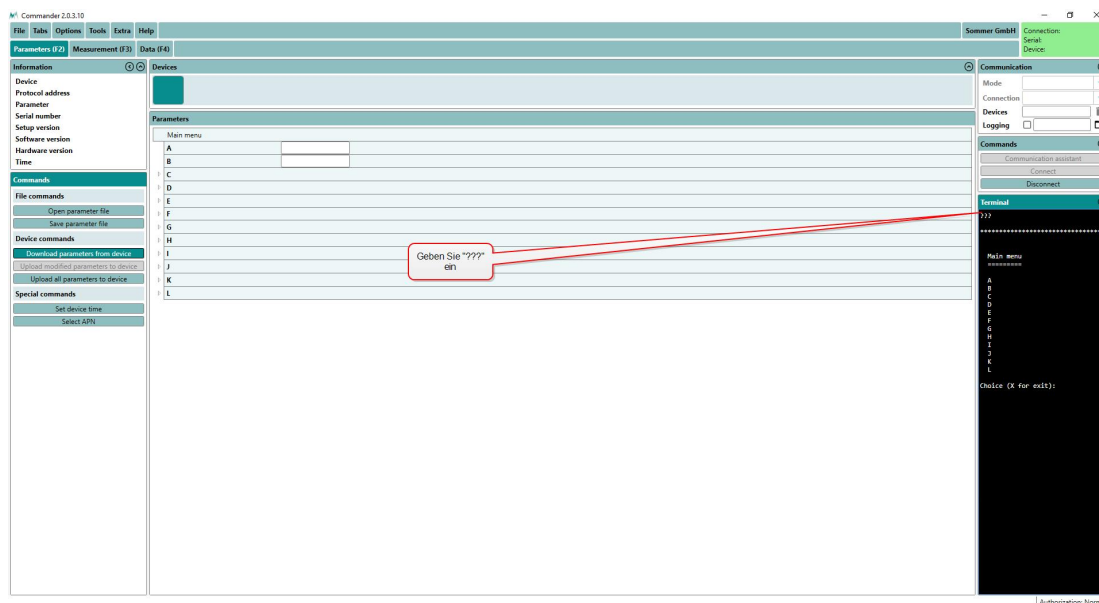 Commander 2.0.3.10
File Tabs Options Tools Extra Help
Sommer GmbH
Connection:
Serial:
Device:
Parameters (F2) Measurement (F3) Data (F4)
Information
Device
Protocol address
Parameter
Serial number
Setup version
Software version
Hardware version
Time
Commands
File commands
Open parameter file
Save parameter file
Device commands
Download parameters from device
Upload modified parameters to device
Upload all parameters to device
Special commands
Set device time
Select APN
Devices
Parameters
Main menu
A
B
C
D
E
F
G
H
I
J
K
L
Geben Sie "???"
ein
Communication
Mode
Connection
Devices
Logging
Commands
Communication assistant
Connect
Disconnect
Terminal
???
********************************
Main menu
=========
A
B
C
D
E
F
G
H
I
J
K
L
Choice (X for exit):